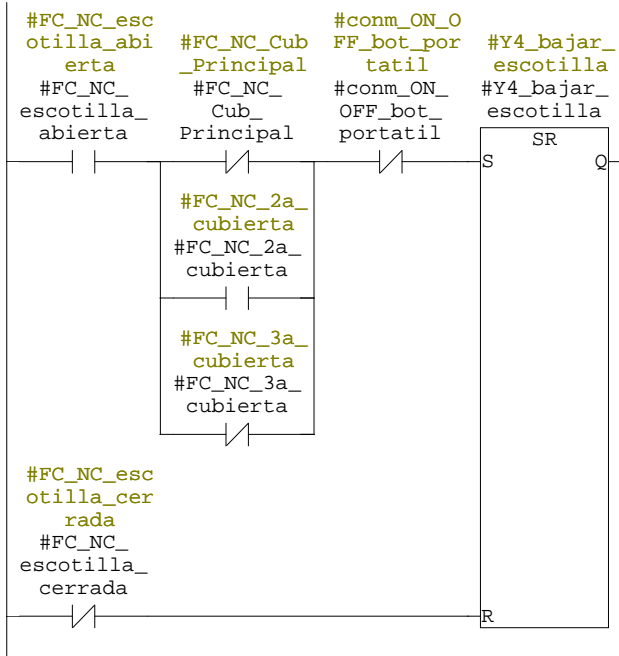 #FC_NC_esc
otilla_abi
erta
#FC_NC_
escotilla_
abierta
#FC_NC_Cub
_Principal
#FC_NC_
Cub_
Principal
#conm_ON_O
FF_bot_por
tatil
#conm_ON_
OFF_bot_
portatil
#Y4_bajar_
escotilla
#Y4_bajar_
escotilla
SR
S
Q
#FC_NC_2a_
cubierta
#FC_NC_2a_
cubierta
#FC_NC_3a_
cubierta
#FC_NC_3a_
cubierta
#FC_NC_esc
otilla_cer
rada
#FC_NC_
escotilla_
cerrada
R